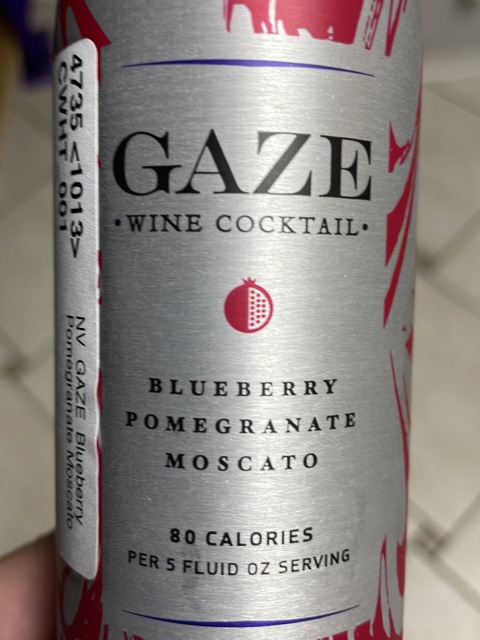 GAZE
·WINE COCKTAIL·
BLUEBERRY
POMEGRANATE
MOSCATO
80 CALORIES
PER 5 FLUID OZ SERVING
4735 <1013>
CWHT 001
NV GAZE Blueberry
Pomegranate Moscato